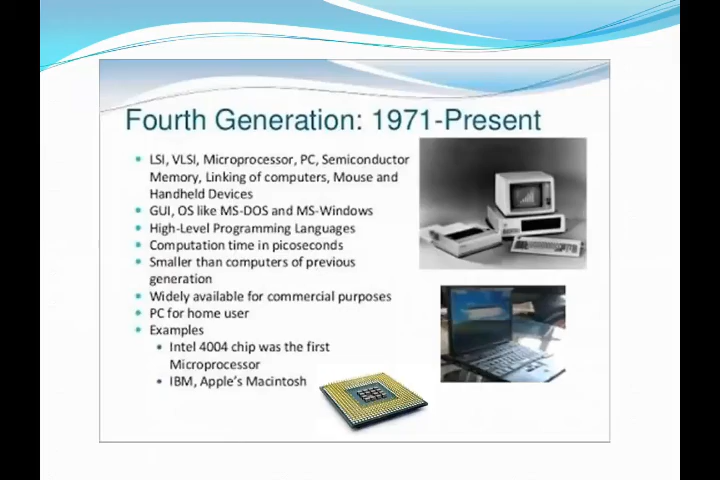 Fourth Generation: 1971-Present
• LSI, VLSI, Microprocessor, PC, Semiconductor
Memory, Linking of computers, Mouse and
Handheld Devices
• GUI, OS like MS-DOS and MS-Windows
• High-Level Programming Languages
• Computation time in picoseconds
• Smaller than computers of previous
generation
• Widely available for commercial purposes
• PC for home user
• Examples
• Intel 4004 chip was the first
Microprocessor
• IBM, Apple's Macintosh